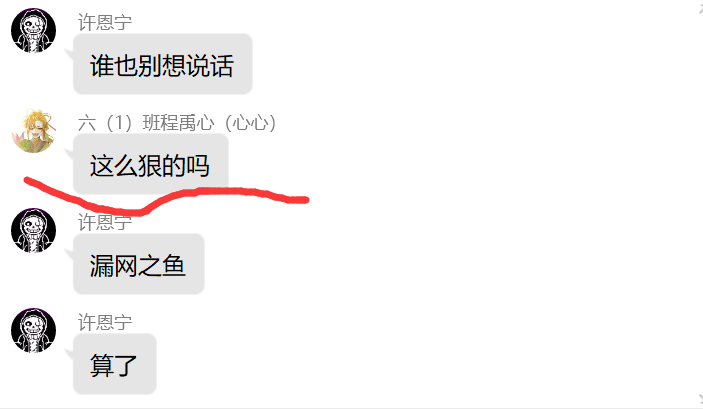 许恩宁
谁也别想说话
六（1）班程禹心（心心）
这么狠的吗
许恩宁
漏网之鱼
许恩宁
算了